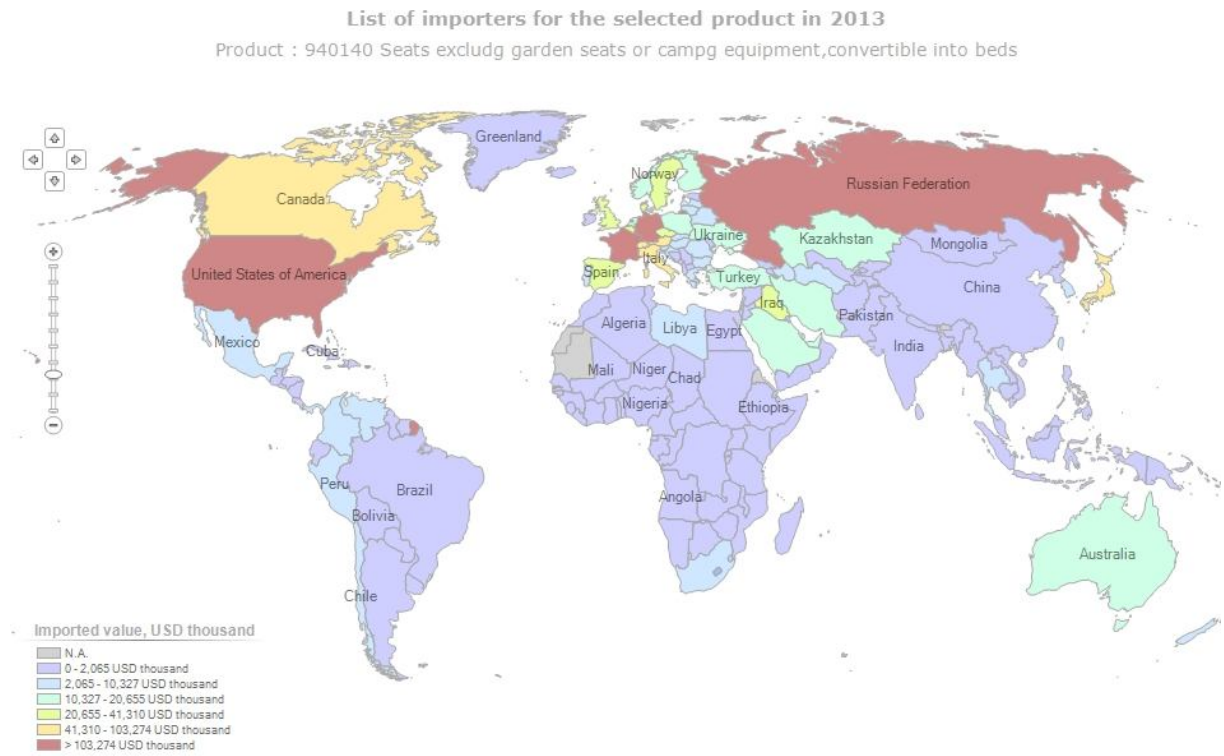 List of importers for the selected product in 2013
Product : 940140 Seats excludg garden seats or campg equipment,convertible into beds
Greenland
Norway
Russian Federation
Canada
Ukraine
Kazakhstan
Mongolia
Italy
United States of America
Spain
Turkey
China
Iraq
Pakistan
Algeria
Libya
Egypt
Mexico
Cuba
India
Mali
Niger
Chad
Nigeria
Ethiopia
Peru
Brazil
Angola
Bolivia
Australia
Chile
Imported value, USD thousand
N.A.
0 - 2,065 USD thousand
2,065 - 10,327 USD thousand
10,327 - 20,655 USD thousand
20,655 - 41,310 USD thousand
41,310 - 103,274 USD thousand
> 103,274 USD thousand